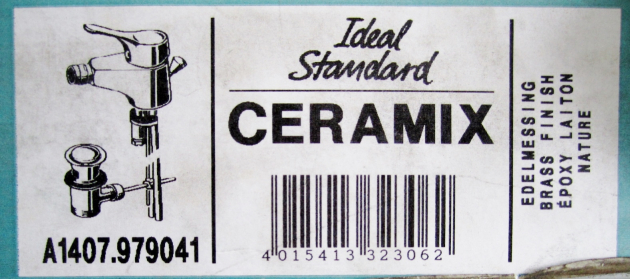 Ideal
Standard
CERAMIX
A1407.979041
4 015413 323062
EDELMESSING
BRASS FINISH
ÉPOXY LAITON
NATURE